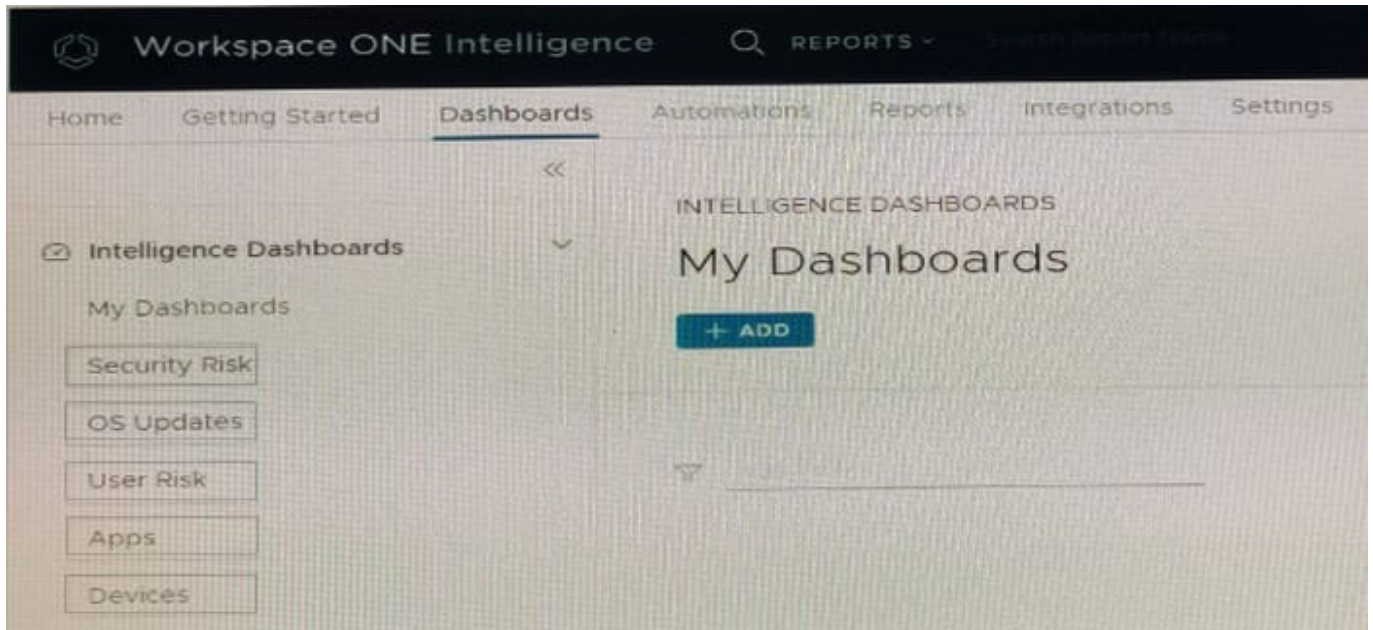 Workspace ONE Intelligence REPORTS
Home Getting Started Dashboards Automations Reports Integrations Settings
INTELLIGENCE DASHBOARDS
Intelligence Dashboards
My Dashboards
My Dashboards
+ ADD
Security Risk
OS Updates
User Risk
Apps
Devices